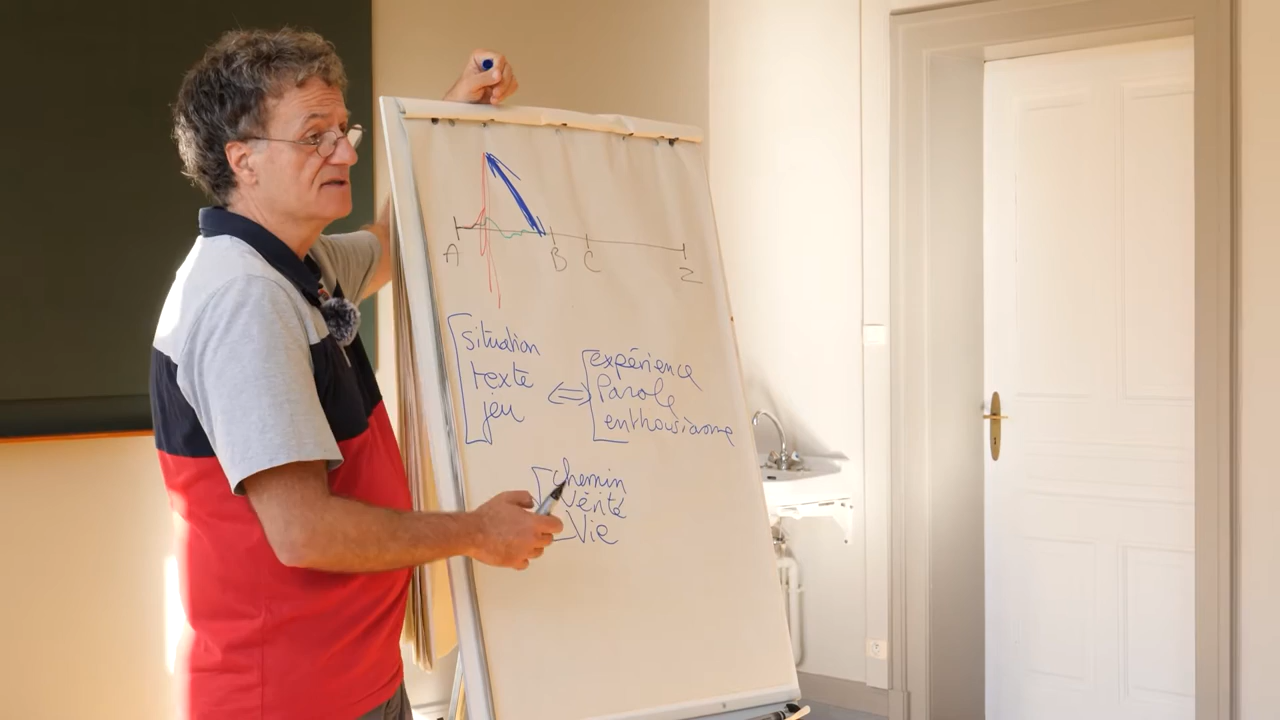 A B C Z
situation
texte
jeu
expérience
Parole
enthousiasme
chemin
Vérité
Vie